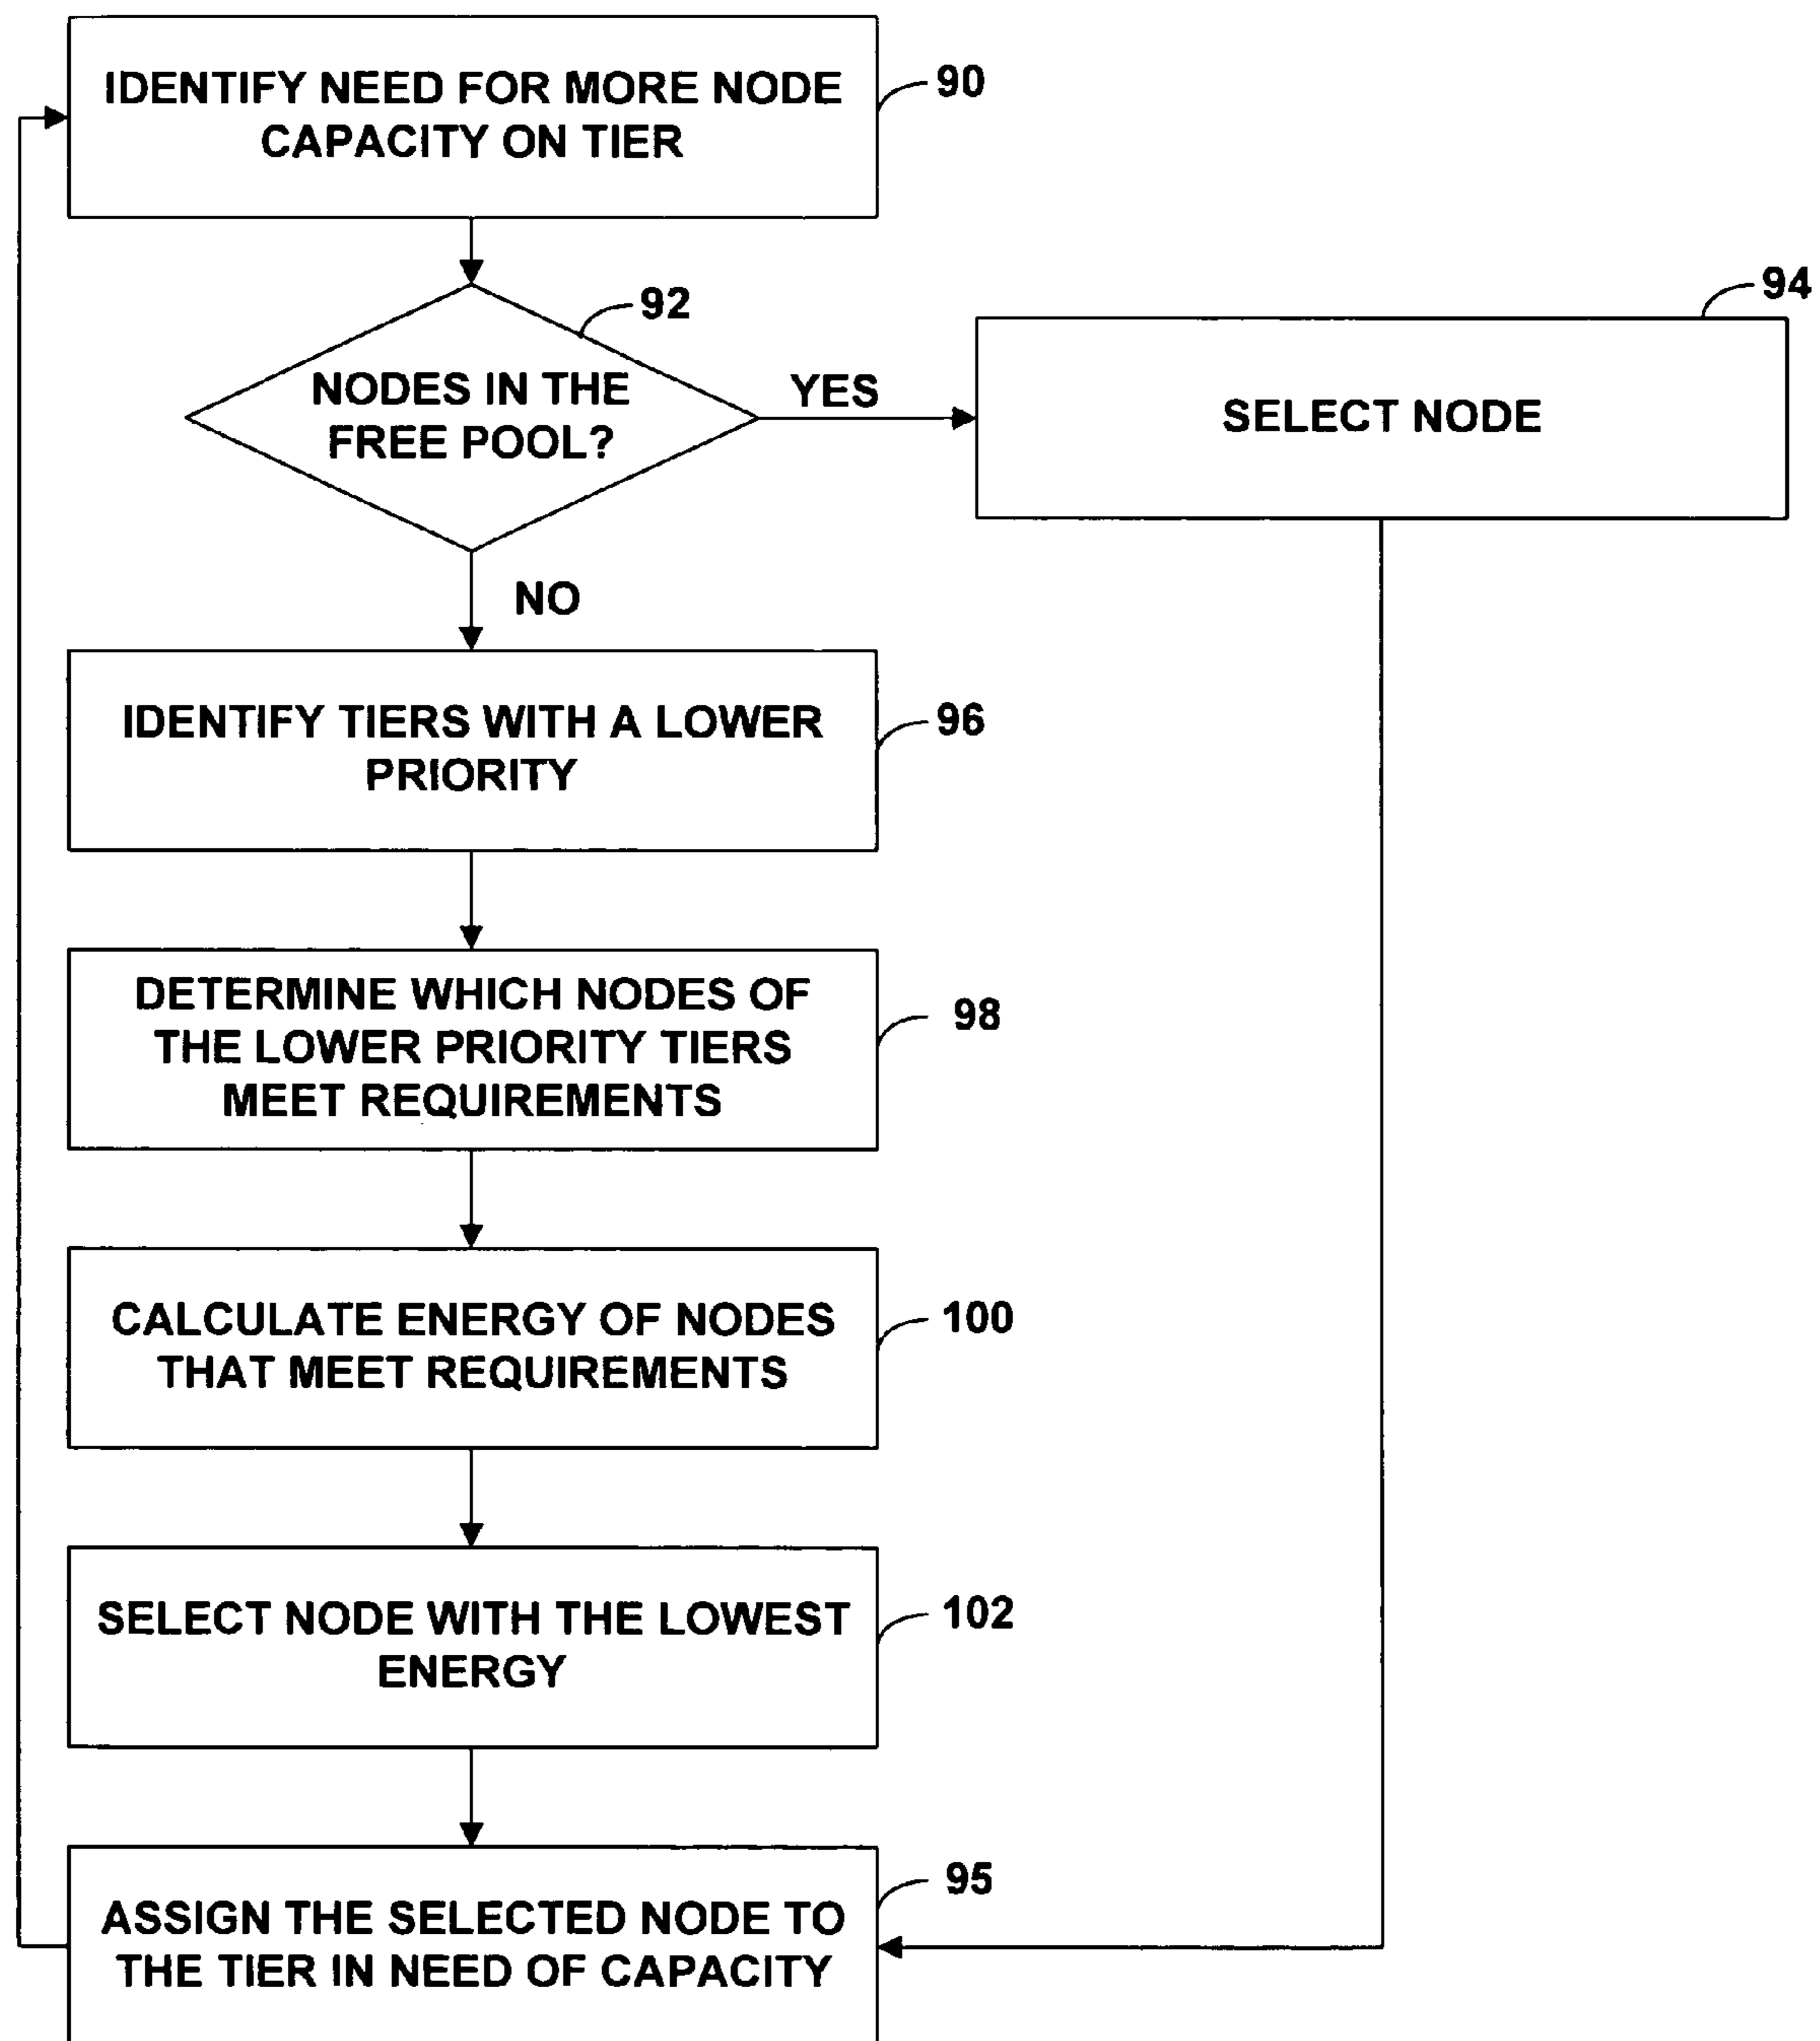 IDENTIFY NEED FOR MORE NODE
CAPACITY ON TIER
90
92
NODES IN THE
FREE POOL?
YES
94
SELECT NODE
NO
IDENTIFY TIERS WITH A LOWER
PRIORITY
96
DETERMINE WHICH NODES OF
THE LOWER PRIORITY TIERS
MEET REQUIREMENTS
98
CALCULATE ENERGY OF NODES
THAT MEET REQUIREMENTS
100
SELECT NODE WITH THE LOWEST
ENERGY
102
ASSIGN THE SELECTED NODE TO
THE TIER IN NEED OF CAPACITY
95